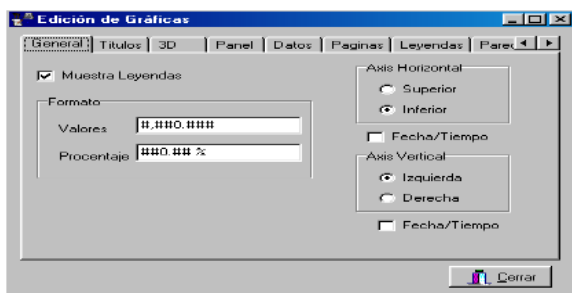 Edición de Gráficas
General Titulos 3D Panel Datos Paginas Leyendas Pared
Muestra Leyendas
Formato
Valores #,##0.###
Procentaje ##0.## %
Axis Horizontal
Superior
Inferior
Fecha/Tiempo
Axis Vertical
Izquierda
Derecha
Fecha/Tiempo
Cerrar